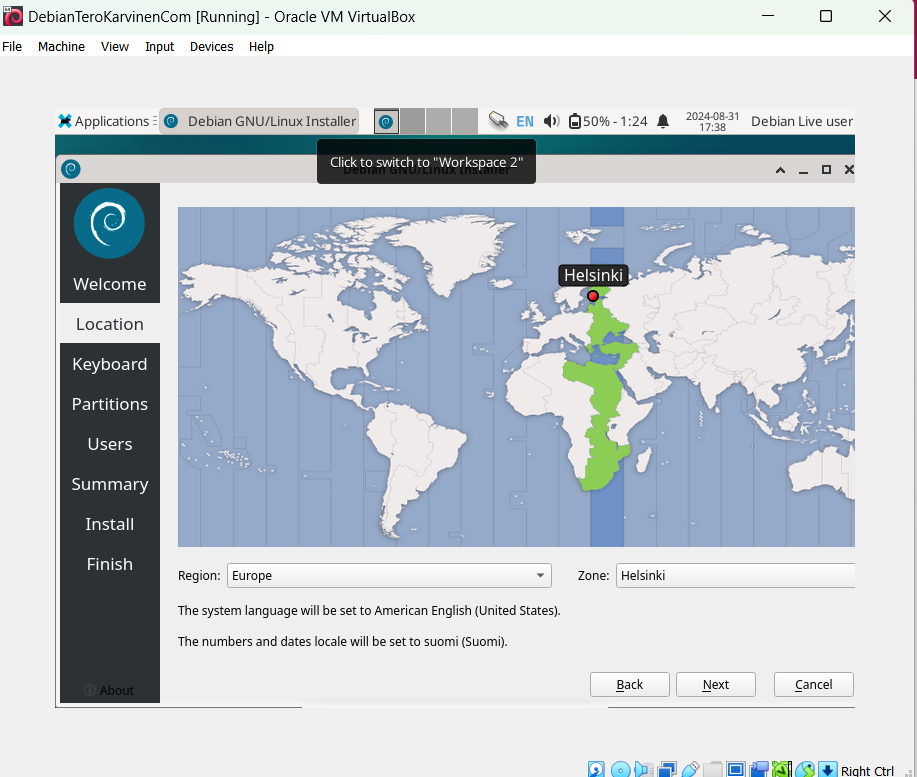 DebianTeroKarvinenCom [Running] - Oracle VM VirtualBox
File Machine View Input Devices Help
Applications Debian GNU/Linux Installer EN 50% - 1:24 2024-08-31 17:38 Debian Live user
Click to switch to "Workspace 2"
Debian GNU/Linux Installer
Welcome
Location
Keyboard
Partitions
Users
Summary
Install
Finish
About
Helsinki
Region: Europe Zone: Helsinki
The system language will be set to American English (United States).
The numbers and dates locale will be set to suomi (Suomi).
Back Next Cancel
Right Ctrl